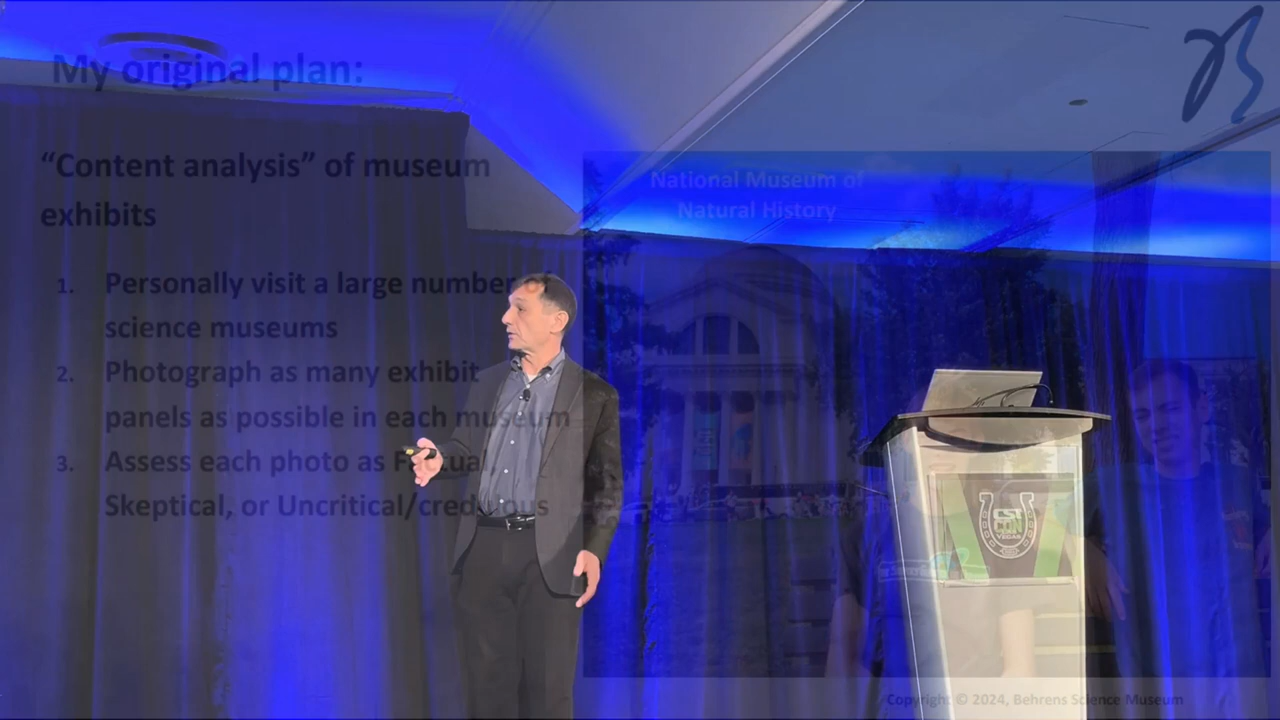 My original plan:
“Content analysis” of museum
exhibits
1. Personally visit a large number
science museums
2. Photograph as many exhibit
panels as possible in each museum
3. Assess each photo as Factual,
Skeptical, or Uncritical/credulous
National Museum of
Natural History
CSI
CON
VEGAS
Copyright © 2024, Behrens Science Museum